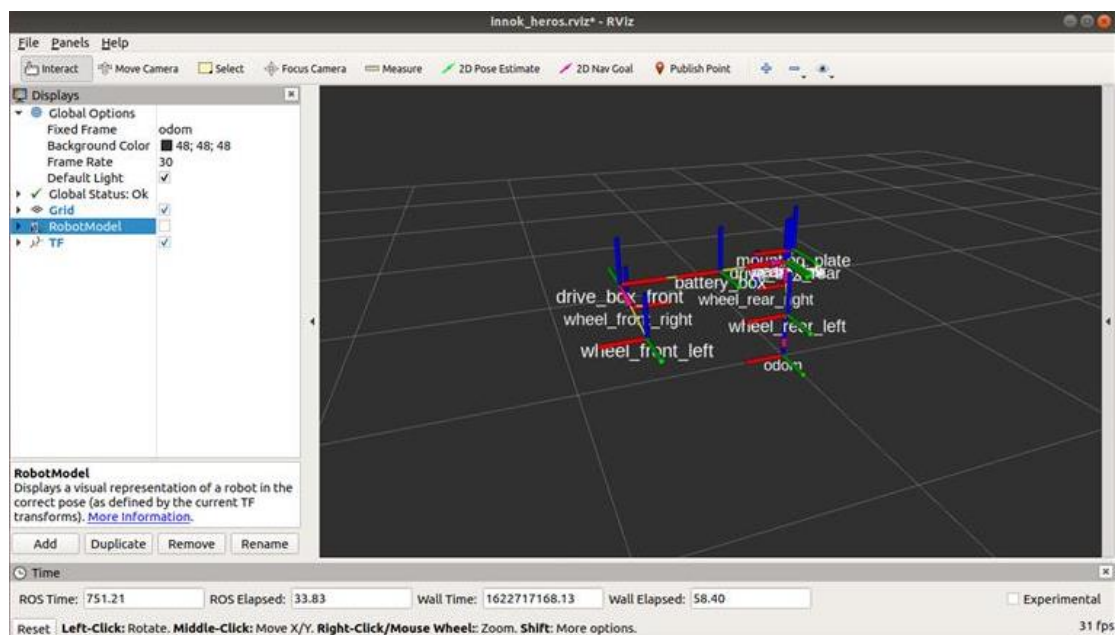 innok_heros.rviz* - RViz
File Panels Help
Interact Move Camera Select Focus Camera Measure 2D Pose Estimate 2D Nav Goal Publish Point
Displays
Global Options
Fixed Frame odom
Background Color 48; 48; 48
Frame Rate 30
Default Light
Global Status: Ok
Grid
RobotModel
TF
mounting_plate
battery_box
drive_box_front
wheel_rear_right
wheel_front_right
wheel_rear_left
wheel_front_left
odom
RobotModel
Displays a visual representation of a robot in the
correct pose (as defined by the current TF
transforms). More Information.
Add Duplicate Remove Rename
Time
ROS Time: 751.21 ROS Elapsed: 33.83 Wall Time: 1622717168.13 Wall Elapsed: 58.40 Experimental
Reset Left-Click: Rotate. Middle-Click: Move X/Y. Right-Click/Mouse Wheel:: Zoom. Shift: More options. 31 fps